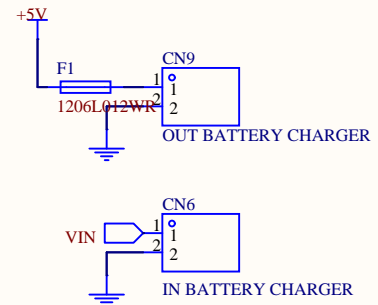 +5V
F1
CN9
1
1
1206L012WR
2
2
OUT BATTERY CHARGER
CN6
VIN
1
1
2
2
IN BATTERY CHARGER